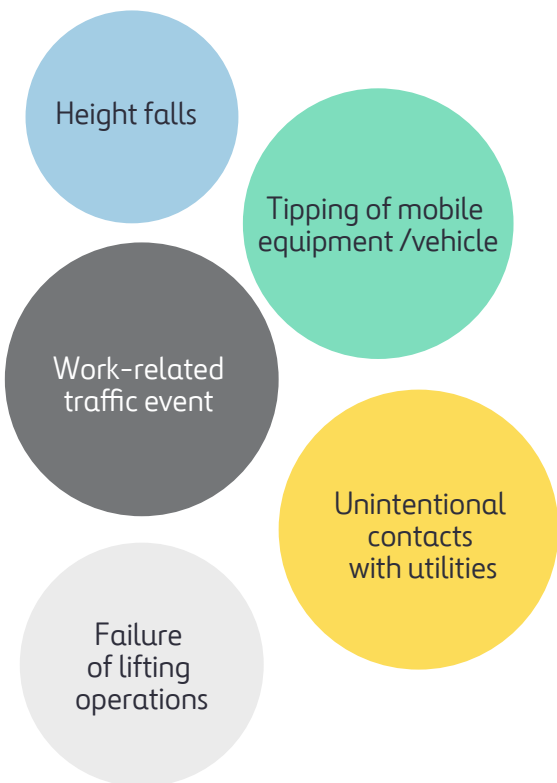 Height falls
Tipping of mobile
equipment /vehicle
Work-related
traffic event
Unintentional
contacts
with utilities
Failure
of lifting
operations